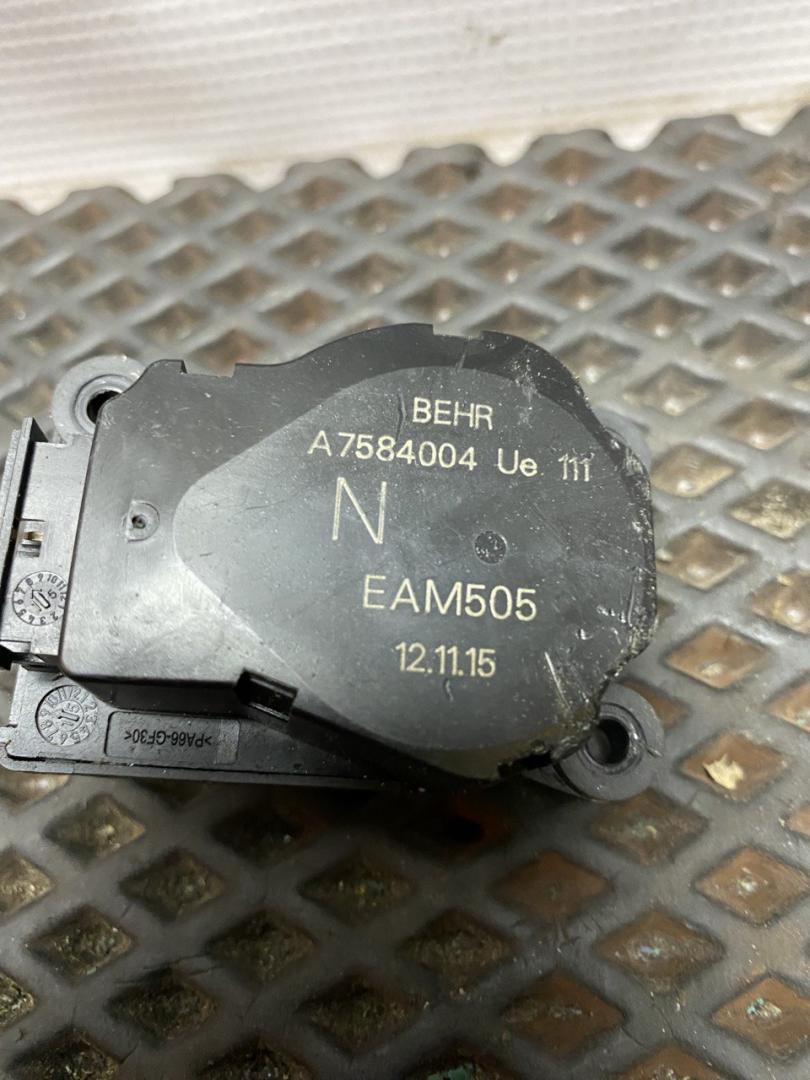 BEHR
A7584004 Ue 111
N
EAM505
12.11.15
>PA66-GF30<